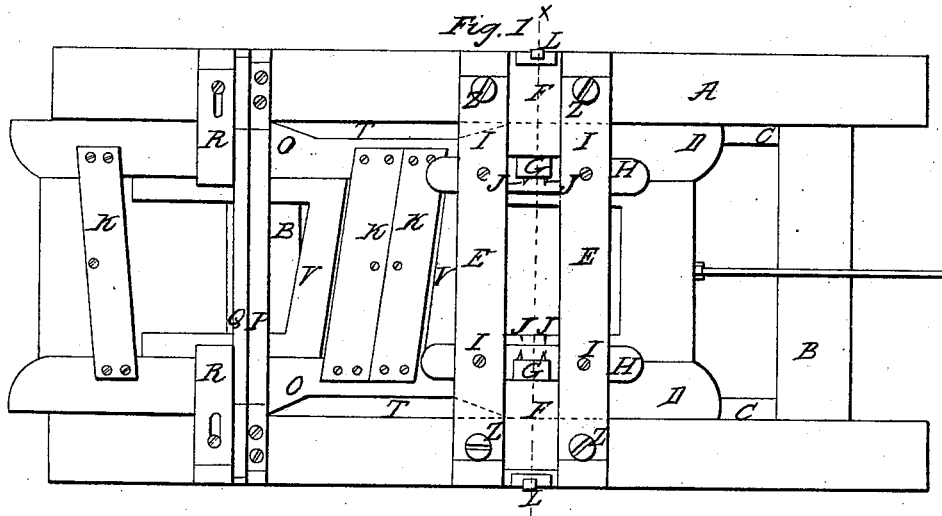 Fig. 1 X
L
Z F Z A
R T I I D C
O G H
J J
K K K E E
B V V
Q P B
J J
I I H
R O G D
T F C
Z Z
L